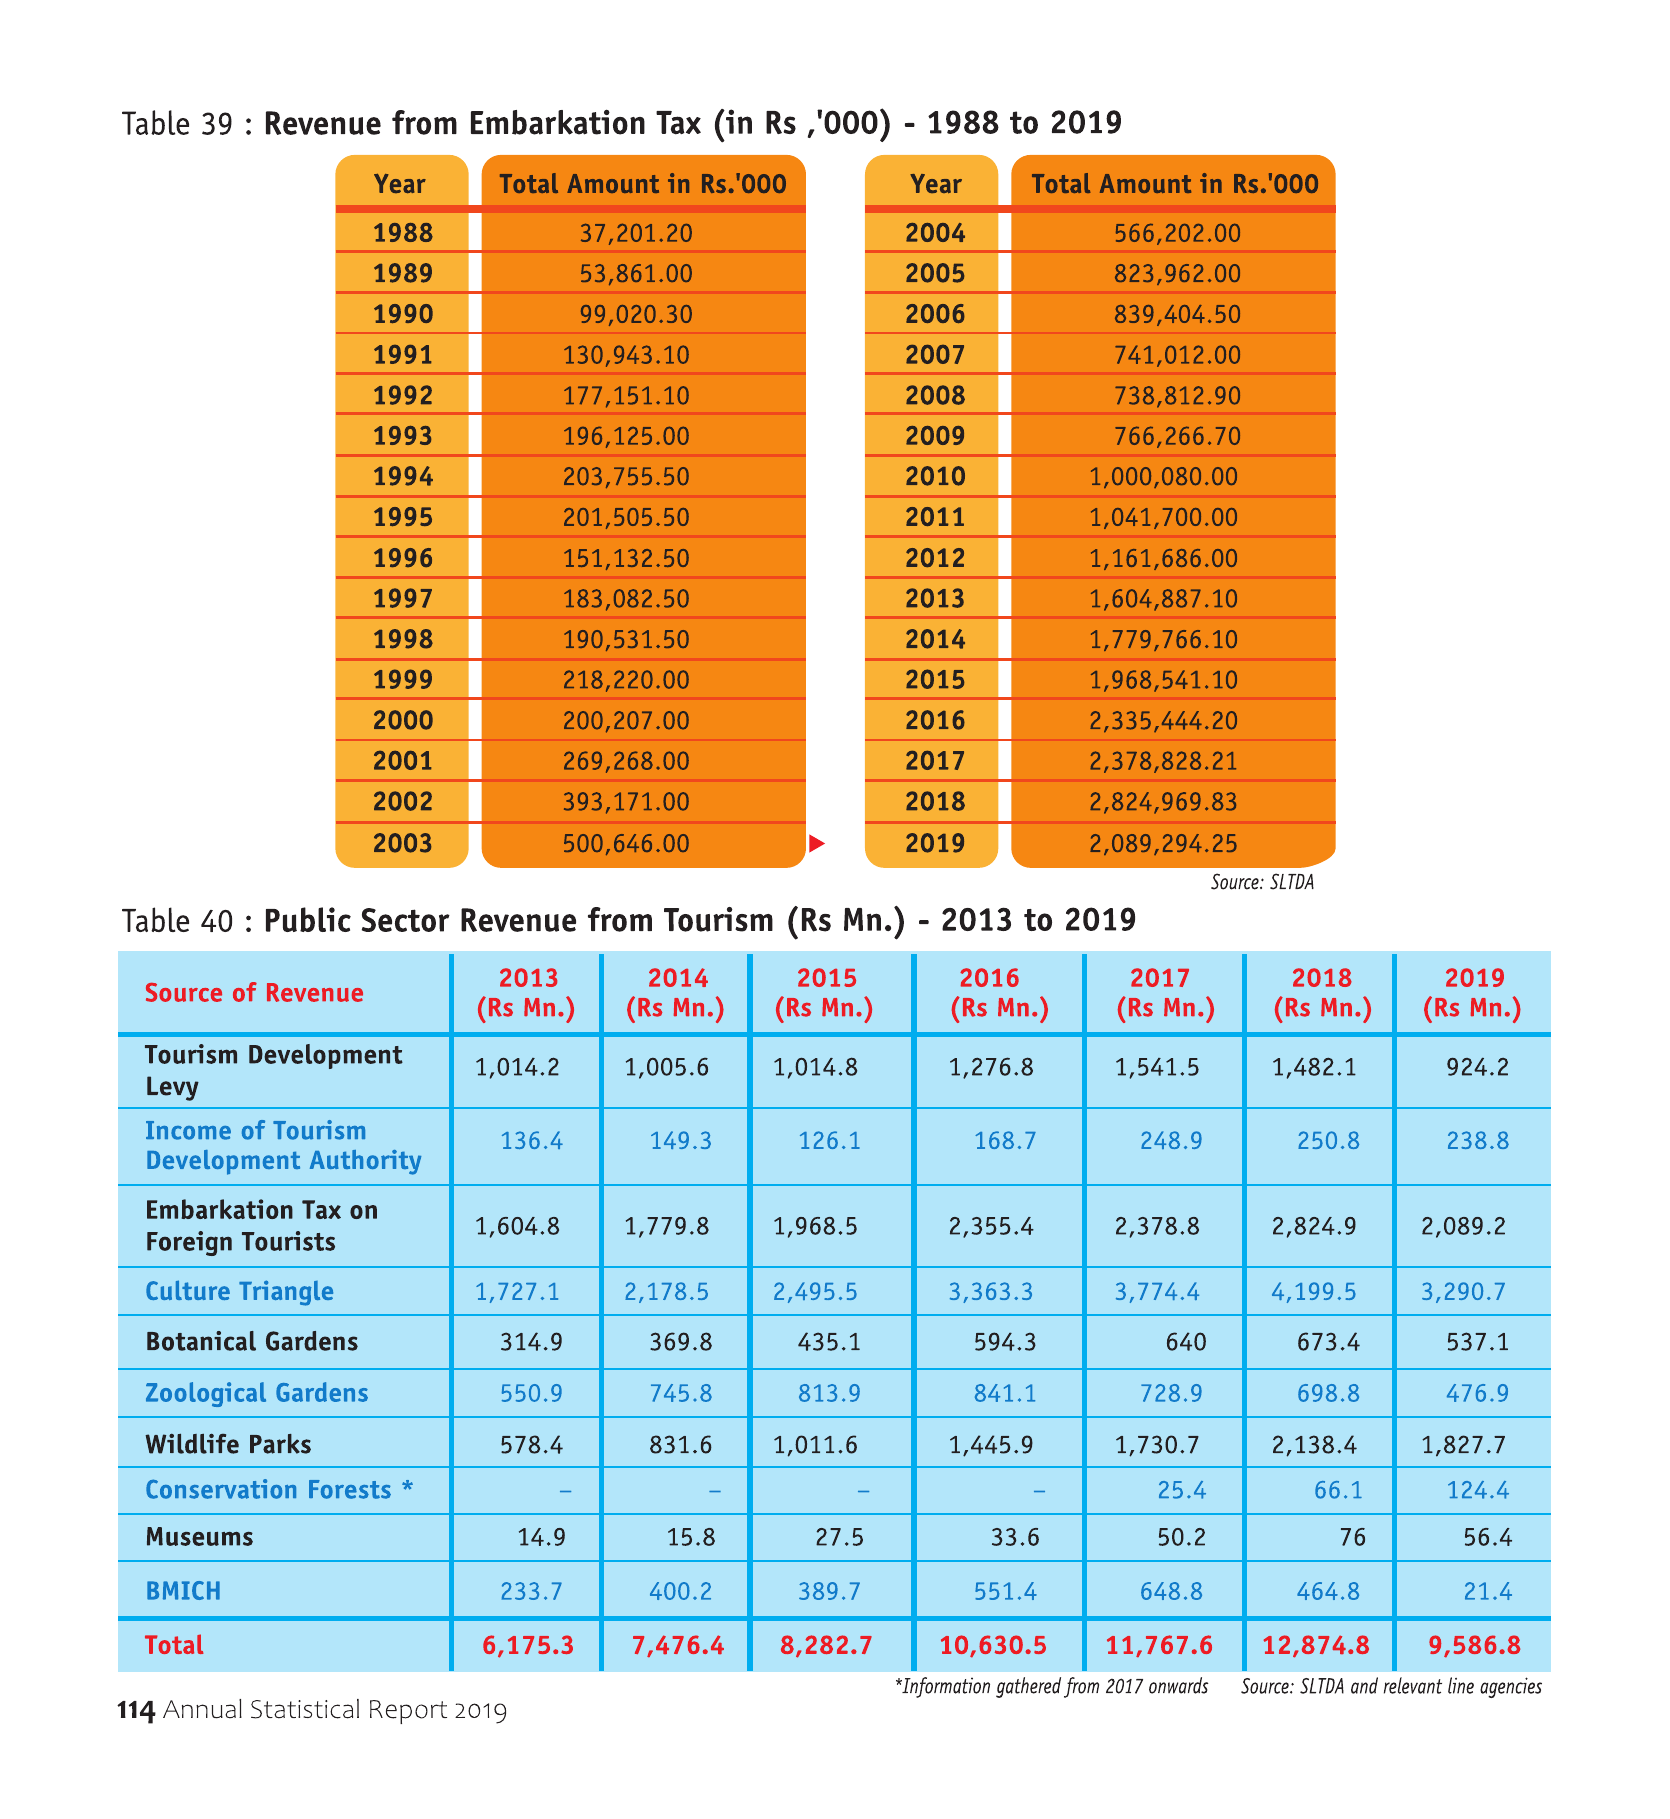 Table 39 : Revenue from Embarkation Tax (in Rs ,'000) - 1988 to 2019
Year Total Amount in Rs.'000 Year Total Amount in Rs.'000
1988 37,201.20 2004 566,202.00
1989 53,861.00 2005 823,962.00
1990 99,020.30 2006 839,404.50
1991 130,943.10 2007 741,012.00
1992 177,151.10 2008 738,812.90
1993 196,125.00 2009 766,266.70
1994 203,755.50 2010 1,000,080.00
1995 201,505.50 2011 1,041,700.00
1996 151,132.50 2012 1,161,686.00
1997 183,082.50 2013 1,604,887.10
1998 190,531.50 2014 1,779,766.10
1999 218,220.00 2015 1,968,541.10
2000 200,207.00 2016 2,335,444.20
2001 269,268.00 2017 2,378,828.21
2002 393,171.00 2018 2,824,969.83
2003 500,646.00 2019 2,089,294.25
Source: SLTDA
Table 40 : Public Sector Revenue from Tourism (Rs Mn.) - 2013 to 2019
Source of Revenue 2013 2014 2015 2016 2017 2018 2019
(Rs Mn.) (Rs Mn.) (Rs Mn.) (Rs Mn.) (Rs Mn.) (Rs Mn.) (Rs Mn.)
Tourism Development
Levy 1,014.2 1,005.6 1,014.8 1,276.8 1,541.5 1,482.1 924.2
Income of Tourism
Development Authority 136.4 149.3 126.1 168.7 248.9 250.8 238.8
Embarkation Tax on
Foreign Tourists 1,604.8 1,779.8 1,968.5 2,355.4 2,378.8 2,824.9 2,089.2
Culture Triangle 1,727.1 2,178.5 2,495.5 3,363.3 3,774.4 4,199.5 3,290.7
Botanical Gardens 314.9 369.8 435.1 594.3 640 673.4 537.1
Zoological Gardens 550.9 745.8 813.9 841.1 728.9 698.8 476.9
Wildlife Parks 578.4 831.6 1,011.6 1,445.9 1,730.7 2,138.4 1,827.7
Conservation Forests * – – – – 25.4 66.1 124.4
Museums 14.9 15.8 27.5 33.6 50.2 76 56.4
BMICH 233.7 400.2 389.7 551.4 648.8 464.8 21.4
Total 6,175.3 7,476.4 8,282.7 10,630.5 11,767.6 12,874.8 9,586.8
*Information gathered from 2017 onwards Source: SLTDA and relevant line agencies
114 Annual Statistical Report 2019